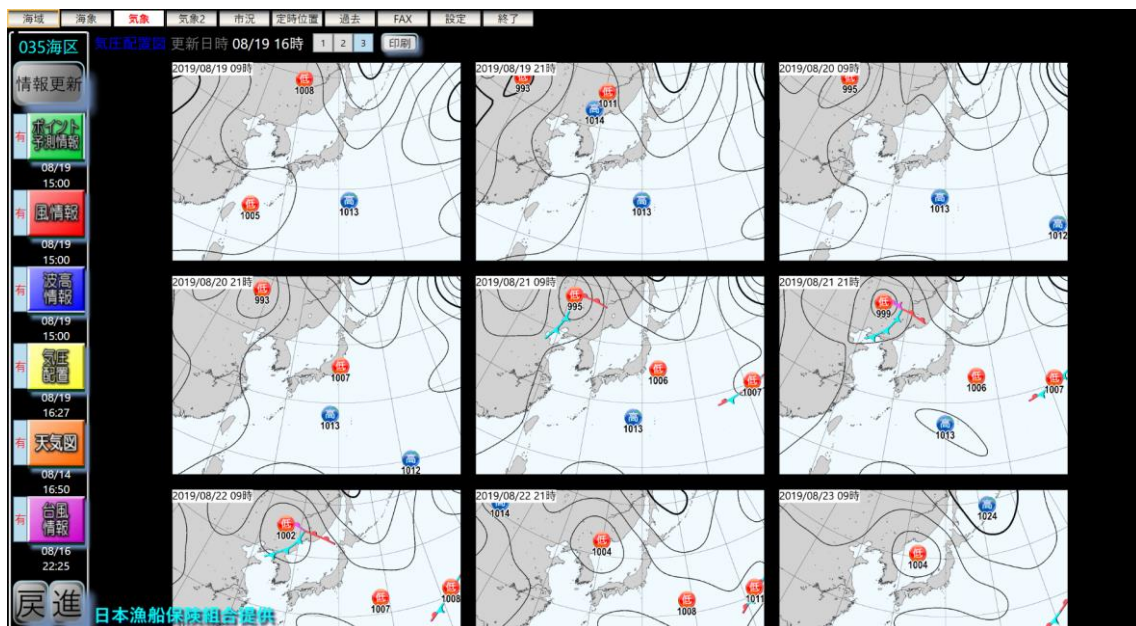 海域 海象 気象 気象2 市況 定時位置 過去 FAX 設定 終了
035海区 気圧配置図 更新日時 08/19 16時 1 2 3 印刷
情報更新
有 ポイント
予測情報
08/19
15:00
有 風情報
08/19
15:00
有 波高
情報
08/19
15:00
有 気圧
配置
08/19
16:27
有 天気図
08/14
16:50
有 台風
情報
08/16
22:25
戻 進
2019/08/19 09時
低
1008
低
1005
高
1013
2019/08/19 21時
低
993
低
1011
高
1014
高
1013
2019/08/20 09時
低
995
高
1013
高
1012
2019/08/20 21時
低
993
低
1007
高
1013
高
1012
2019/08/21 09時
低
995
低
1006
低
1007
高
1013
2019/08/21 21時
低
999
低
1006
低
1007
高
1013
2019/08/22 09時
低
1002
低
1007
低
1008
2019/08/22 21時
高
1014
低
1004
低
1008
低
1011
2019/08/23 09時
高
1024
低
1004
日本漁船保険組合提供